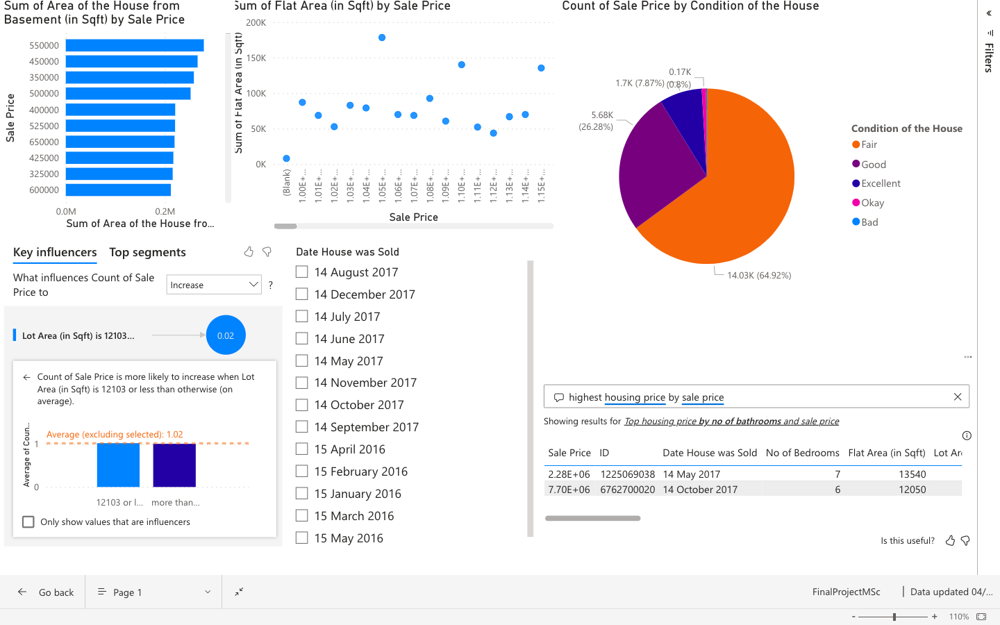 Sum of Area of the House from
Basement (in Sqft) by Sale Price
Sale Price
550000
450000
350000
500000
400000
525000
650000
425000
325000
600000
0.0M
0.2M
Sum of Area of the House fro...
Sum of Flat Area (in Sqft) by Sale Price
Sum of Flat Area (in Sqft)
200K
150K
100K
50K
0K
(Blank)
1.00E+...
1.01E+...
1.02E+...
1.03E+...
1.04E+...
1.05E+...
1.06E+...
1.07E+...
1.08E+...
1.09E+...
1.10E+...
1.11E+...
1.12E+...
1.13E+...
1.14E+...
1.15E+...
Sale Price
Count of Sale Price by Condition of the House
0.17K
(0.8%)
1.7K (7.87%)
5.68K
(26.28%)
14.03K (64.92%)
Condition of the House
Fair
Good
Excellent
Okay
Bad
Filters
Key influencers
Top segments
What influences Count of Sale
Price to
Increase
?
Lot Area (in Sqft) is 12103...
0.02
Count of Sale Price is more likely to increase when Lot
Area (in Sqft) is 12103 or less than otherwise (on
average).
Average of Coun...
Average (excluding selected): 1.02
1
0
12103 or l...
more than...
Only show values that are influencers
Date House was Sold
14 August 2017
14 December 2017
14 July 2017
14 June 2017
14 May 2017
14 November 2017
14 October 2017
14 September 2017
15 April 2016
15 February 2016
15 January 2016
15 March 2016
15 May 2016
highest housing price by sale price
Showing results for Top housing price by no of bathrooms and sale price
Sale Price ID Date House was Sold No of Bedrooms Flat Area (in Sqft) Lot Are
2.28E+06 1225069038 14 May 2017 7 13540
7.70E+06 6762700020 14 October 2017 6 12050
Is this useful?
Go back
Page 1
FinalProjectMSc
| Data updated 04/...
- + 110%